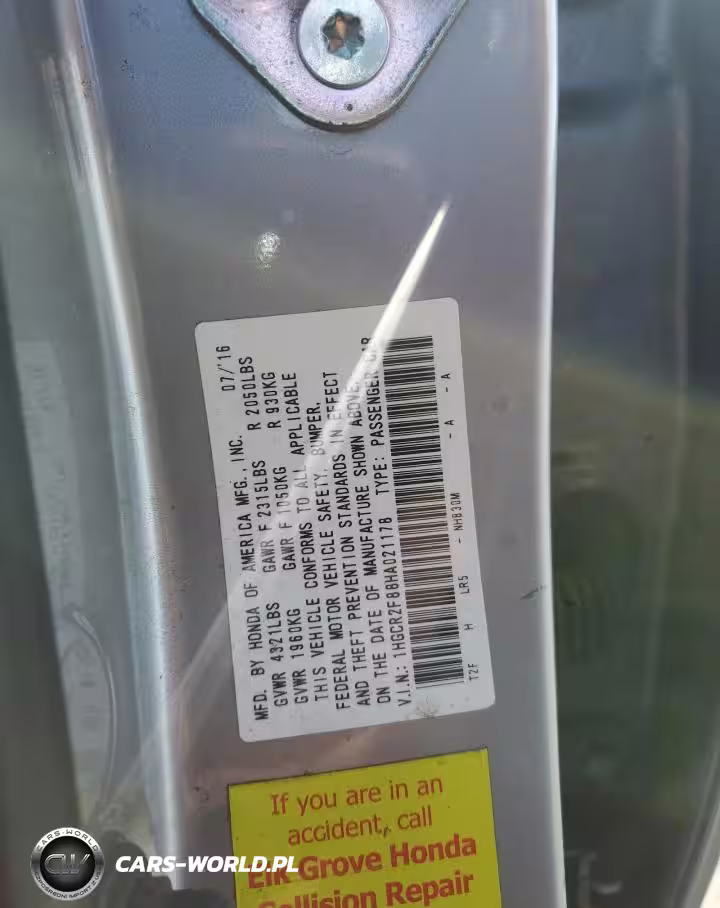 MFD. BY HONDA OF AMERICA MFG., INC. 07/'16
GVWR 4321LBS GAWR F 2315LBS R 2050LBS
GVWR 1960KG GAWR F 1050KG R 930KG
THIS VEHICLE CONFORMS TO ALL APPLICABLE
FEDERAL MOTOR VEHICLE SAFETY, BUMPER,
AND THEFT PREVENTION STANDARDS IN EFFECT
ON THE DATE OF MANUFACTURE SHOWN ABOVE.
V.I.N.: 1HGCR2F88HA021178 TYPE: PASSENGER CAR
T2F H LR5 - NH830M - A - A
If you are in an
accident, call
Elk Grove Honda
Collision Repair
CARS-WORLD
CW
CARS-WORLD.PL